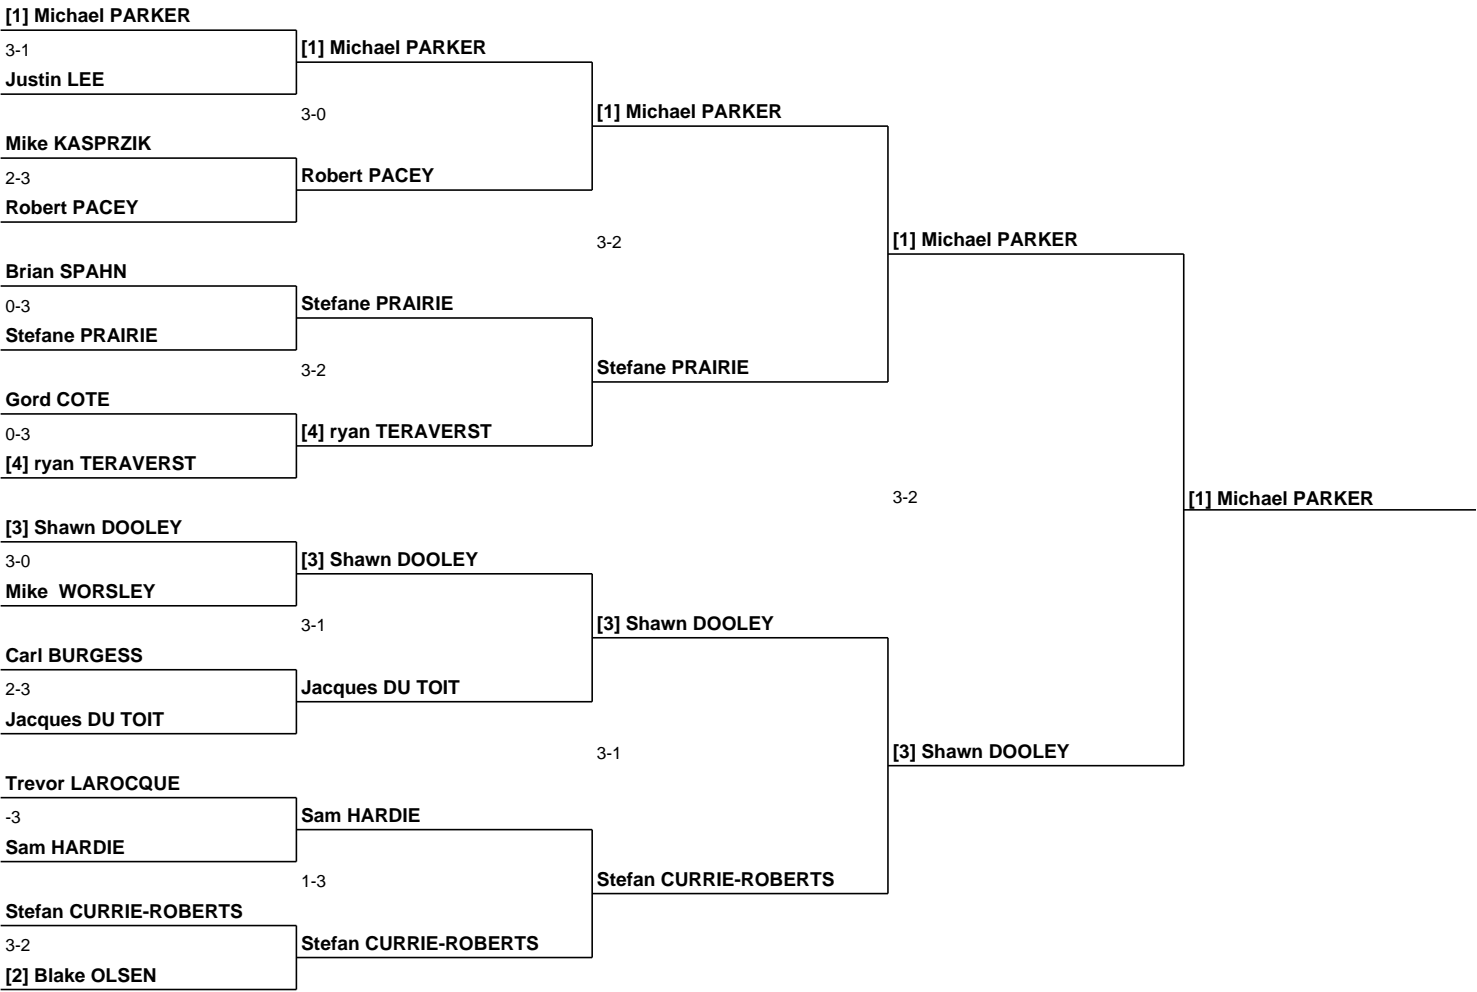 [1] Michael PARKER
3-1
Justin LEE
Mike KASPRZIK
2-3
Robert PACEY
Brian SPAHN
0-3
Stefane PRAIRIE
Gord COTE
0-3
[4] ryan TERAVERST
[3] Shawn DOOLEY
3-0
Mike  WORSLEY
Carl BURGESS
2-3
Jacques DU TOIT
Trevor LAROCQUE
-3
Sam HARDIE
Stefan CURRIE-ROBERTS
3-2
[2] Blake OLSEN
[1] Michael PARKER
3-0
Robert PACEY
Stefane PRAIRIE
3-2
[4] ryan TERAVERST
[3] Shawn DOOLEY
3-1
Jacques DU TOIT
Sam HARDIE
1-3
Stefan CURRIE-ROBERTS
[1] Michael PARKER
3-2
Stefane PRAIRIE
[3] Shawn DOOLEY
3-1
Stefan CURRIE-ROBERTS
[1] Michael PARKER
3-2
[3] Shawn DOOLEY
[1] Michael PARKER